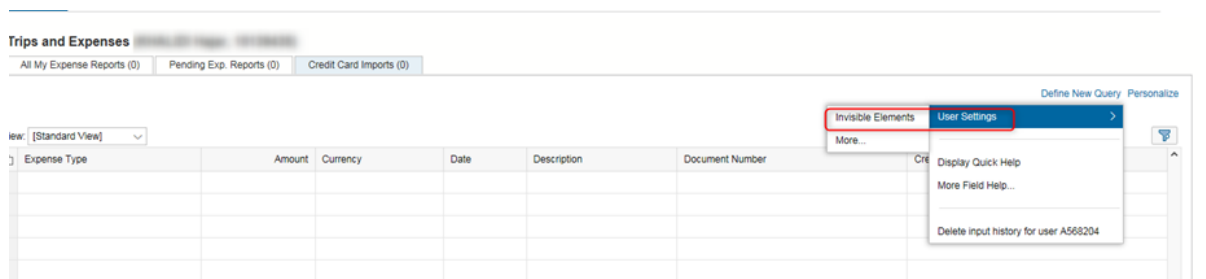 Trips and Expenses
All My Expense Reports (0) Pending Exp. Reports (0) Credit Card Imports (0)
Define New Query Personalize
Invisible Elements User Settings
iew: [Standard View]
More...
Expense Type Amount Currency Date Description Document Number Cre
Display Quick Help
More Field Help...
Delete input history for user A568204